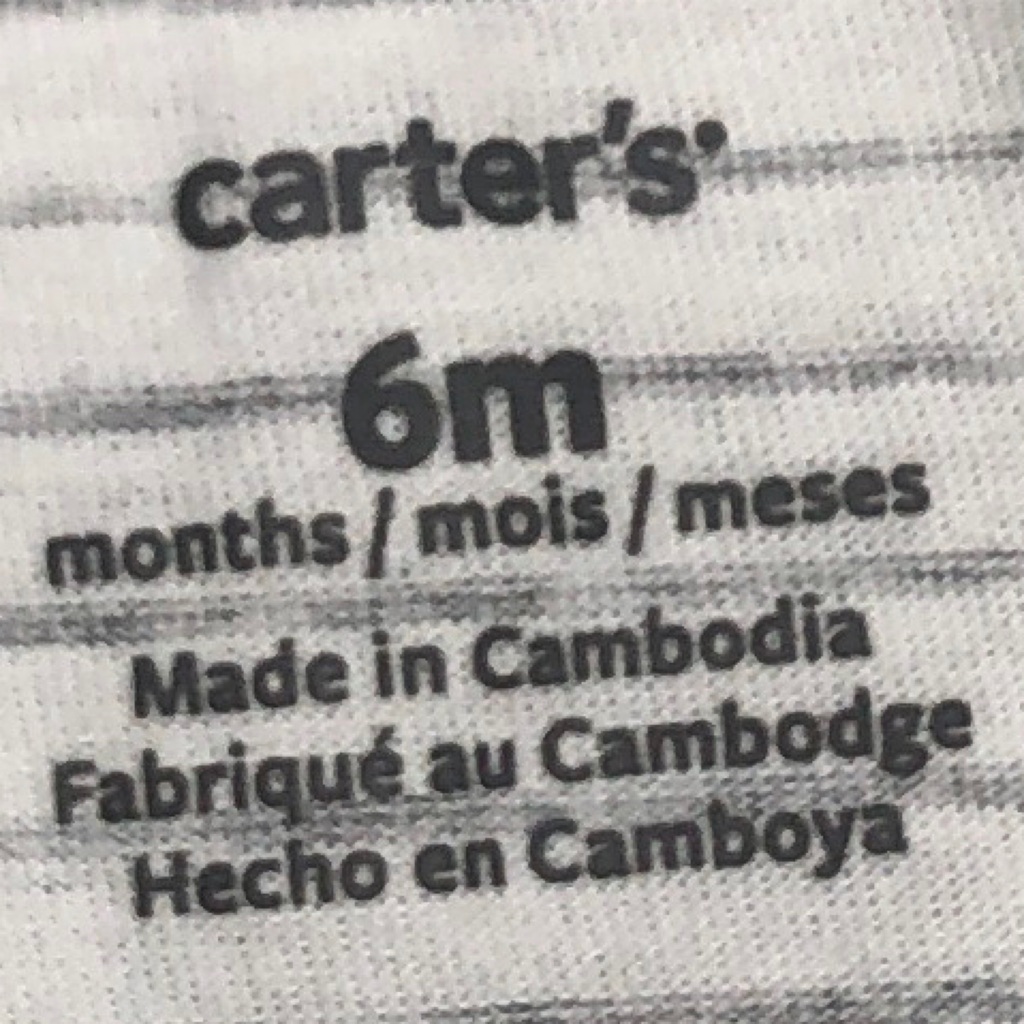 carter's
6m
months / mois / meses
Made in Cambodia
Fabriqué au Cambodge
Hecho en Camboya